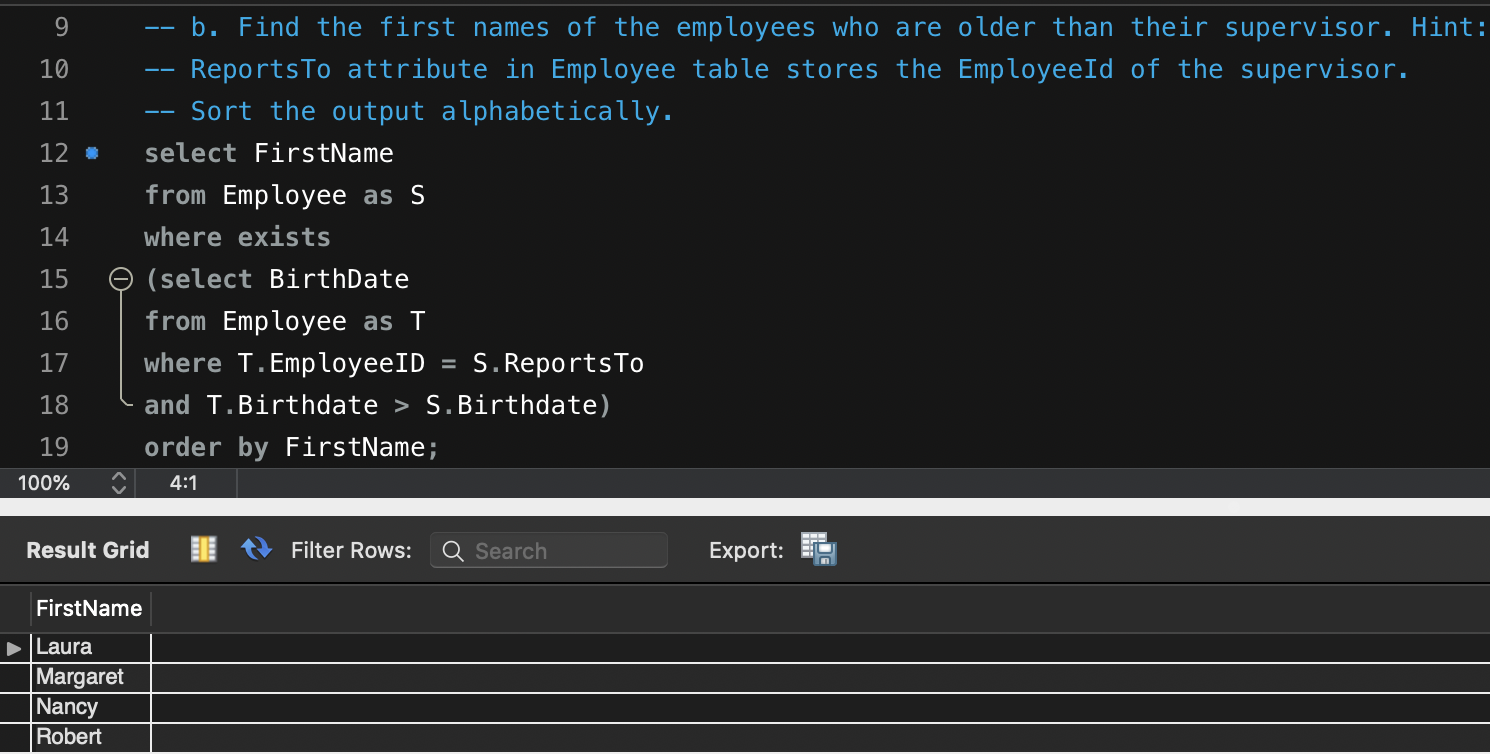 9 -- b. Find the first names of the employees who are older than their supervisor. Hint:
10 -- ReportsTo attribute in Employee table stores the EmployeeId of the supervisor.
11 -- Sort the output alphabetically.
12 select FirstName
13 from Employee as S
14 where exists
15 (select BirthDate
16 from Employee as T
17 where T.EmployeeID = S.ReportsTo
18 and T.Birthdate > S.Birthdate)
19 order by FirstName;
100% 4:1
Result Grid Filter Rows: Search Export:
FirstName
Laura
Margaret
Nancy
Robert